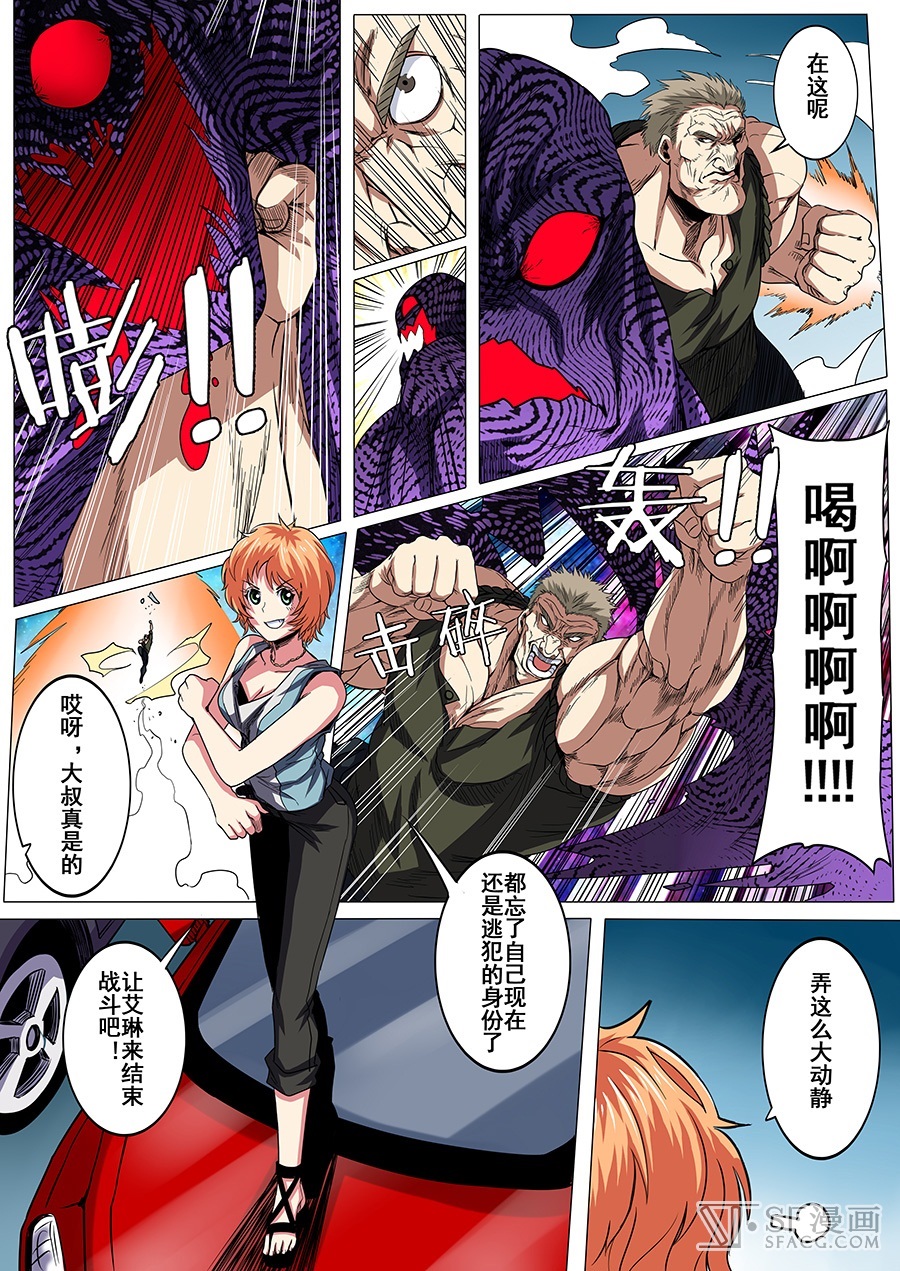 在这呢
嘭!!
喝啊啊啊啊!!!!
轰!!
击碎
哎呀，大叔真是的
弄这么大动静
都忘了自己现在
还是逃犯的身份了
让艾琳来结束
战斗吧！
SF漫画
SFACG.COM